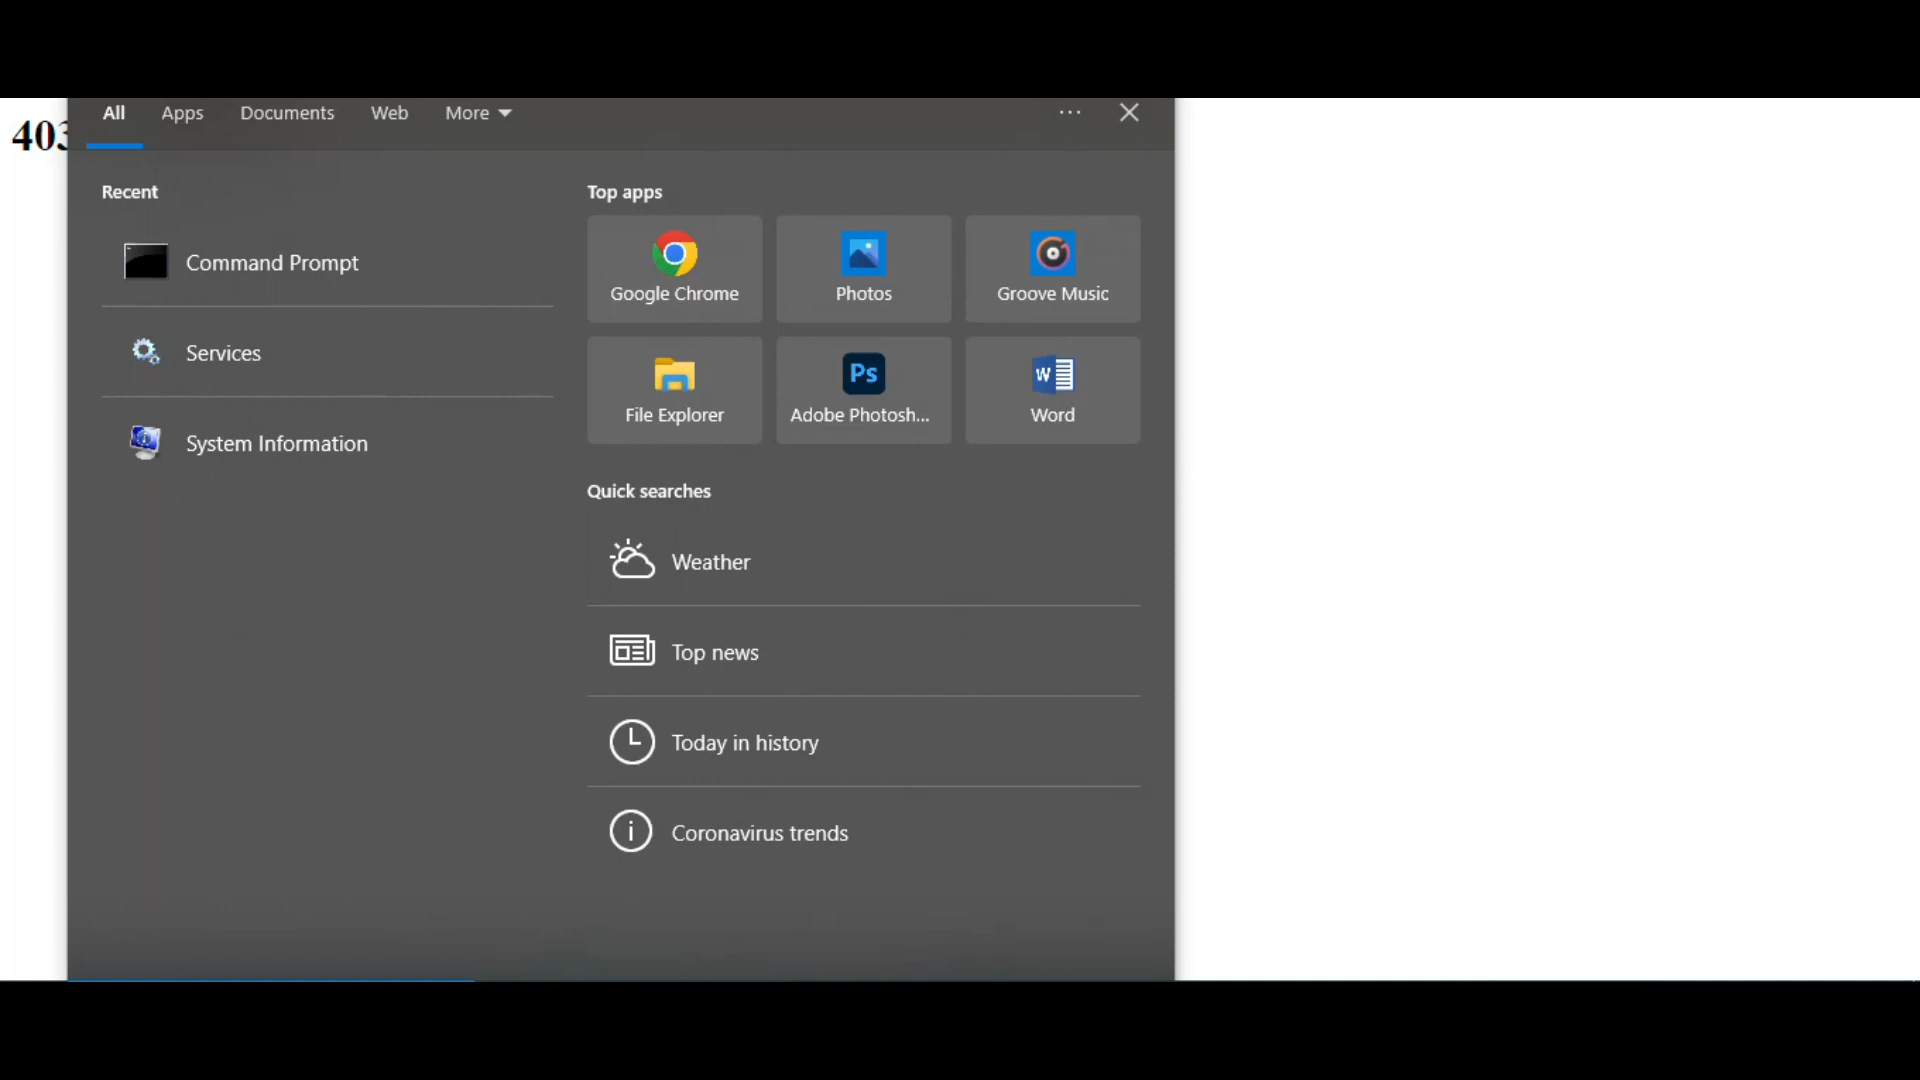 All Apps Documents Web More
403
Recent
Command Prompt
Services
System Information
Top apps
Google Chrome Photos Groove Music
File Explorer Adobe Photosh... Word
Quick searches
Weather
Top news
Today in history
Coronavirus trends